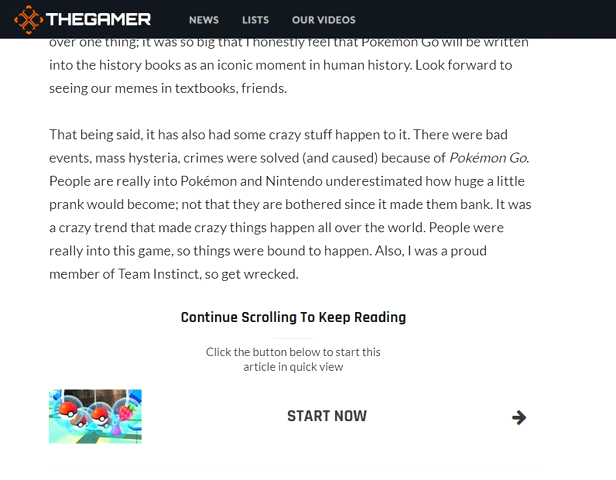 THEGAMER NEWS LISTS OUR VIDEOS
over one thing; it was so big that I honestly feel that Pokémon Go will be written
into the history books as an iconic moment in human history. Look forward to
seeing our memes in textbooks, friends.
That being said, it has also had some crazy stuff happen to it. There were bad
events, mass hysteria, crimes were solved (and caused) because of Pokémon Go.
People are really into Pokémon and Nintendo underestimated how huge a little
prank would become; not that they are bothered since it made them bank. It was
a crazy trend that made crazy things happen all over the world. People were
really into this game, so things were bound to happen. Also, I was a proud
member of Team Instinct, so get wrecked.
Continue Scrolling To Keep Reading
Click the button below to start this
article in quick view
START NOW